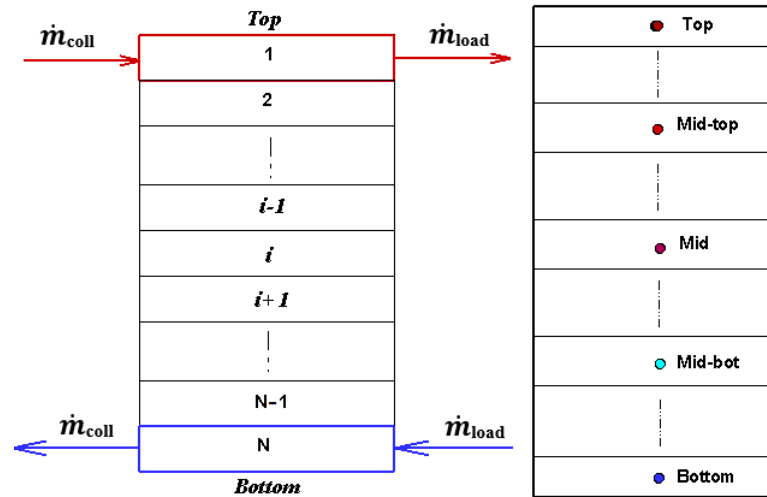 Top
ṁcoll
ṁload
1
2
i-1
i
i+1
N-1
N
ṁcoll
ṁload
Bottom
Top
Mid-top
Mid
Mid-bot
Bottom